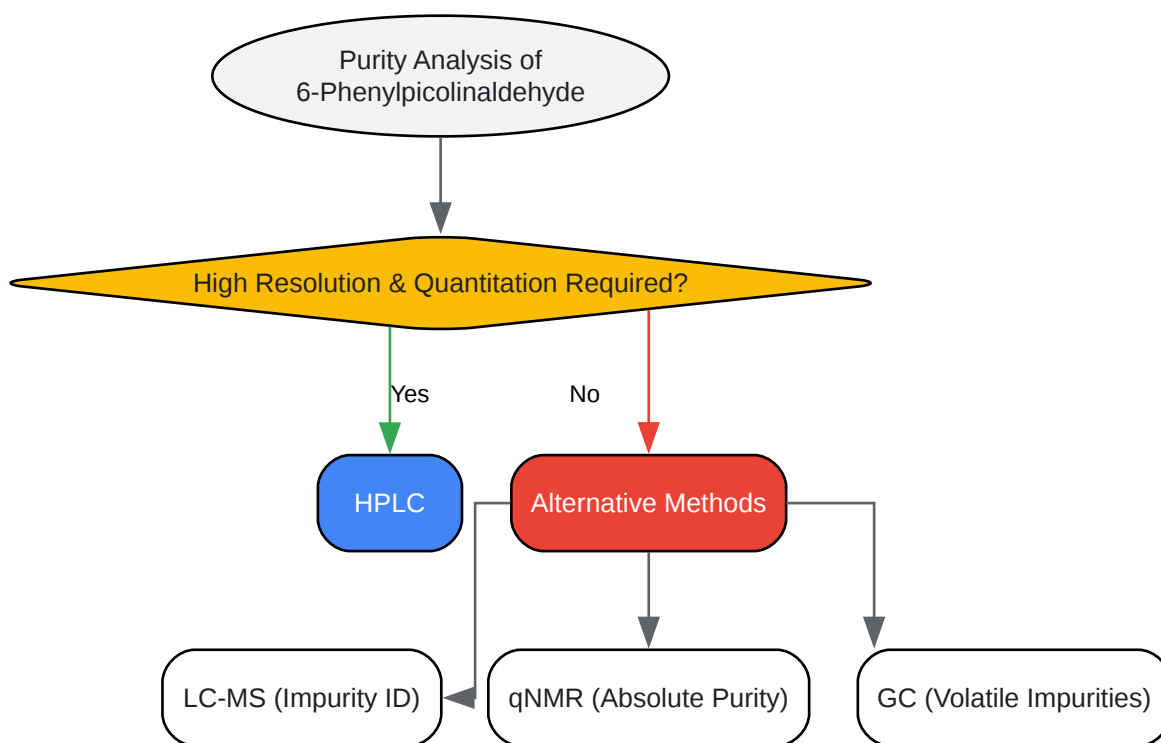 Purity Analysis of
6-Phenylpicolinaldehyde
High Resolution & Quantitation Required?
Yes
No
HPLC
Alternative Methods
LC-MS (Impurity ID)
qNMR (Absolute Purity)
GC (Volatile Impurities)